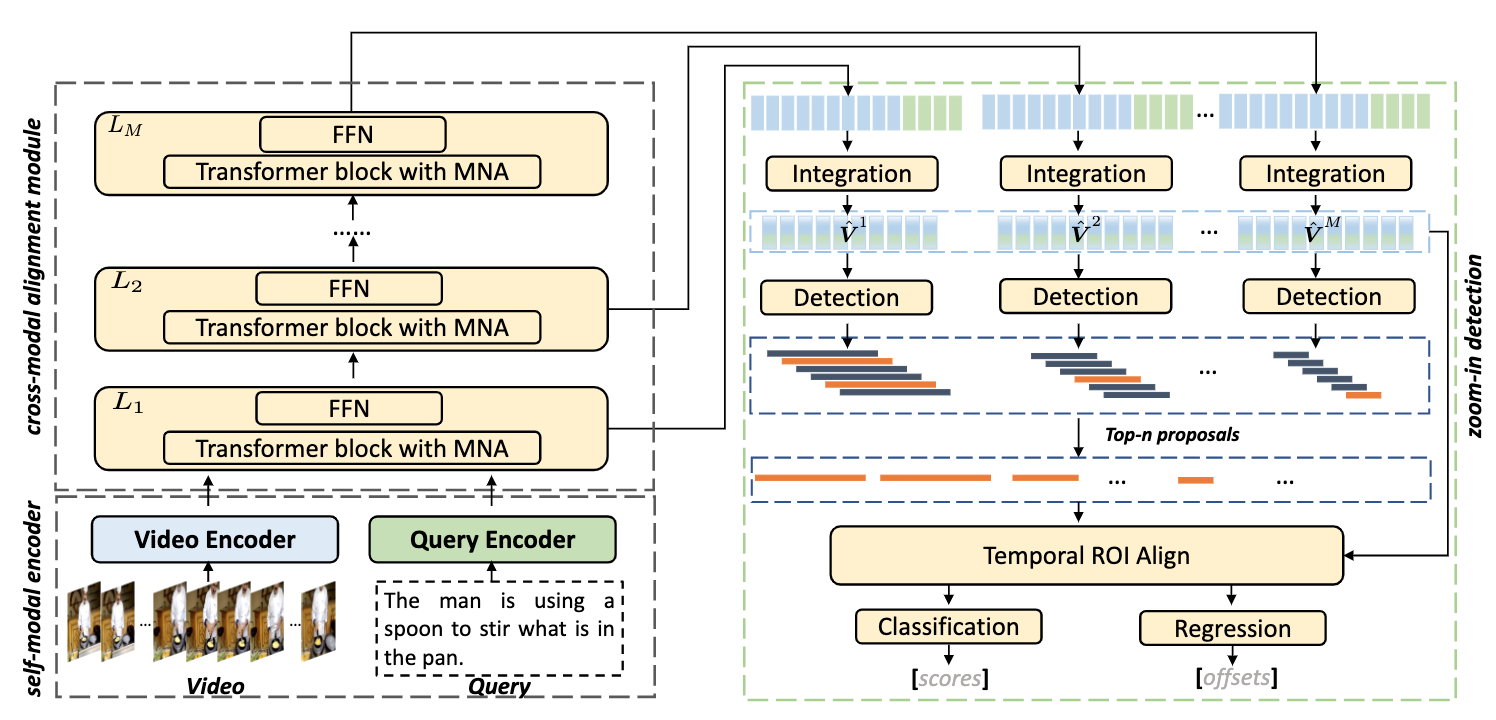 cross-modal alignment module
L_M
FFN
Transformer block with MNA
......
L_2
FFN
Transformer block with MNA
L_1
FFN
Transformer block with MNA
self-modal encoder
Video Encoder
Query Encoder
...
...
The man is using a
spoon to stir what is in
the pan.
Video
Query
zoom-in detection
...
Integration
Integration
Integration
V̂^1
V̂^2
...
V̂^M
Detection
Detection
Detection
...
Top-n proposals
...
...
Temporal ROI Align
Classification
Regression
[scores]
[offsets]